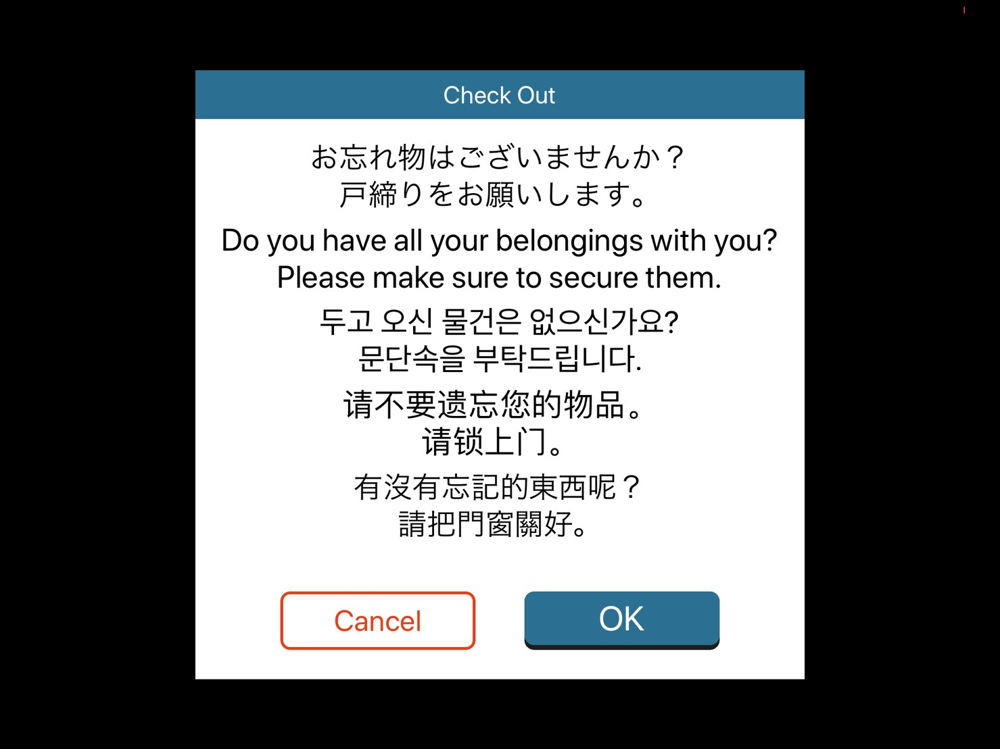 Check Out
お忘れ物はございませんか？
戸締りをお願いします。
Do you have all your belongings with you?
Please make sure to secure them.
두고 오신 물건은 없으신가요?
문단속을 부탁드립니다.
请不要遗忘您的物品。
请锁上门。
有沒有忘記的東西呢？
請把門窗關好。
Cancel
OK